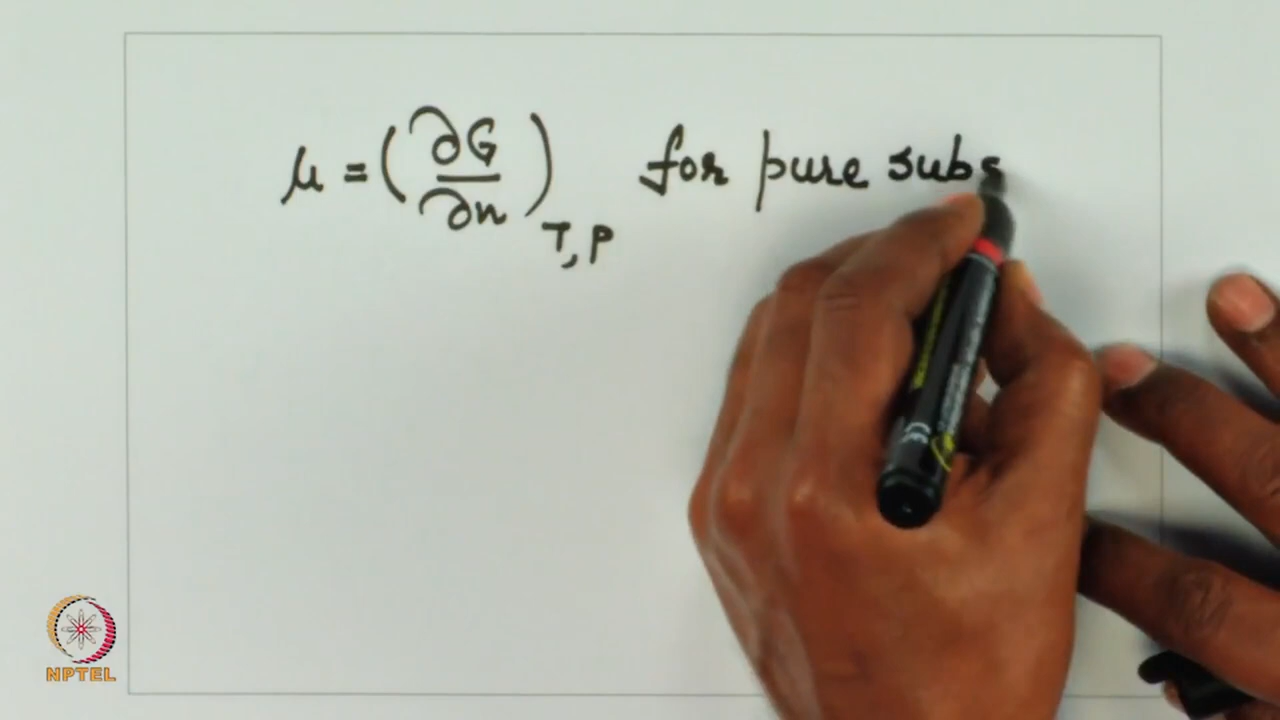 μ = (∂G/∂n)T,P for pure subs
NPTEL